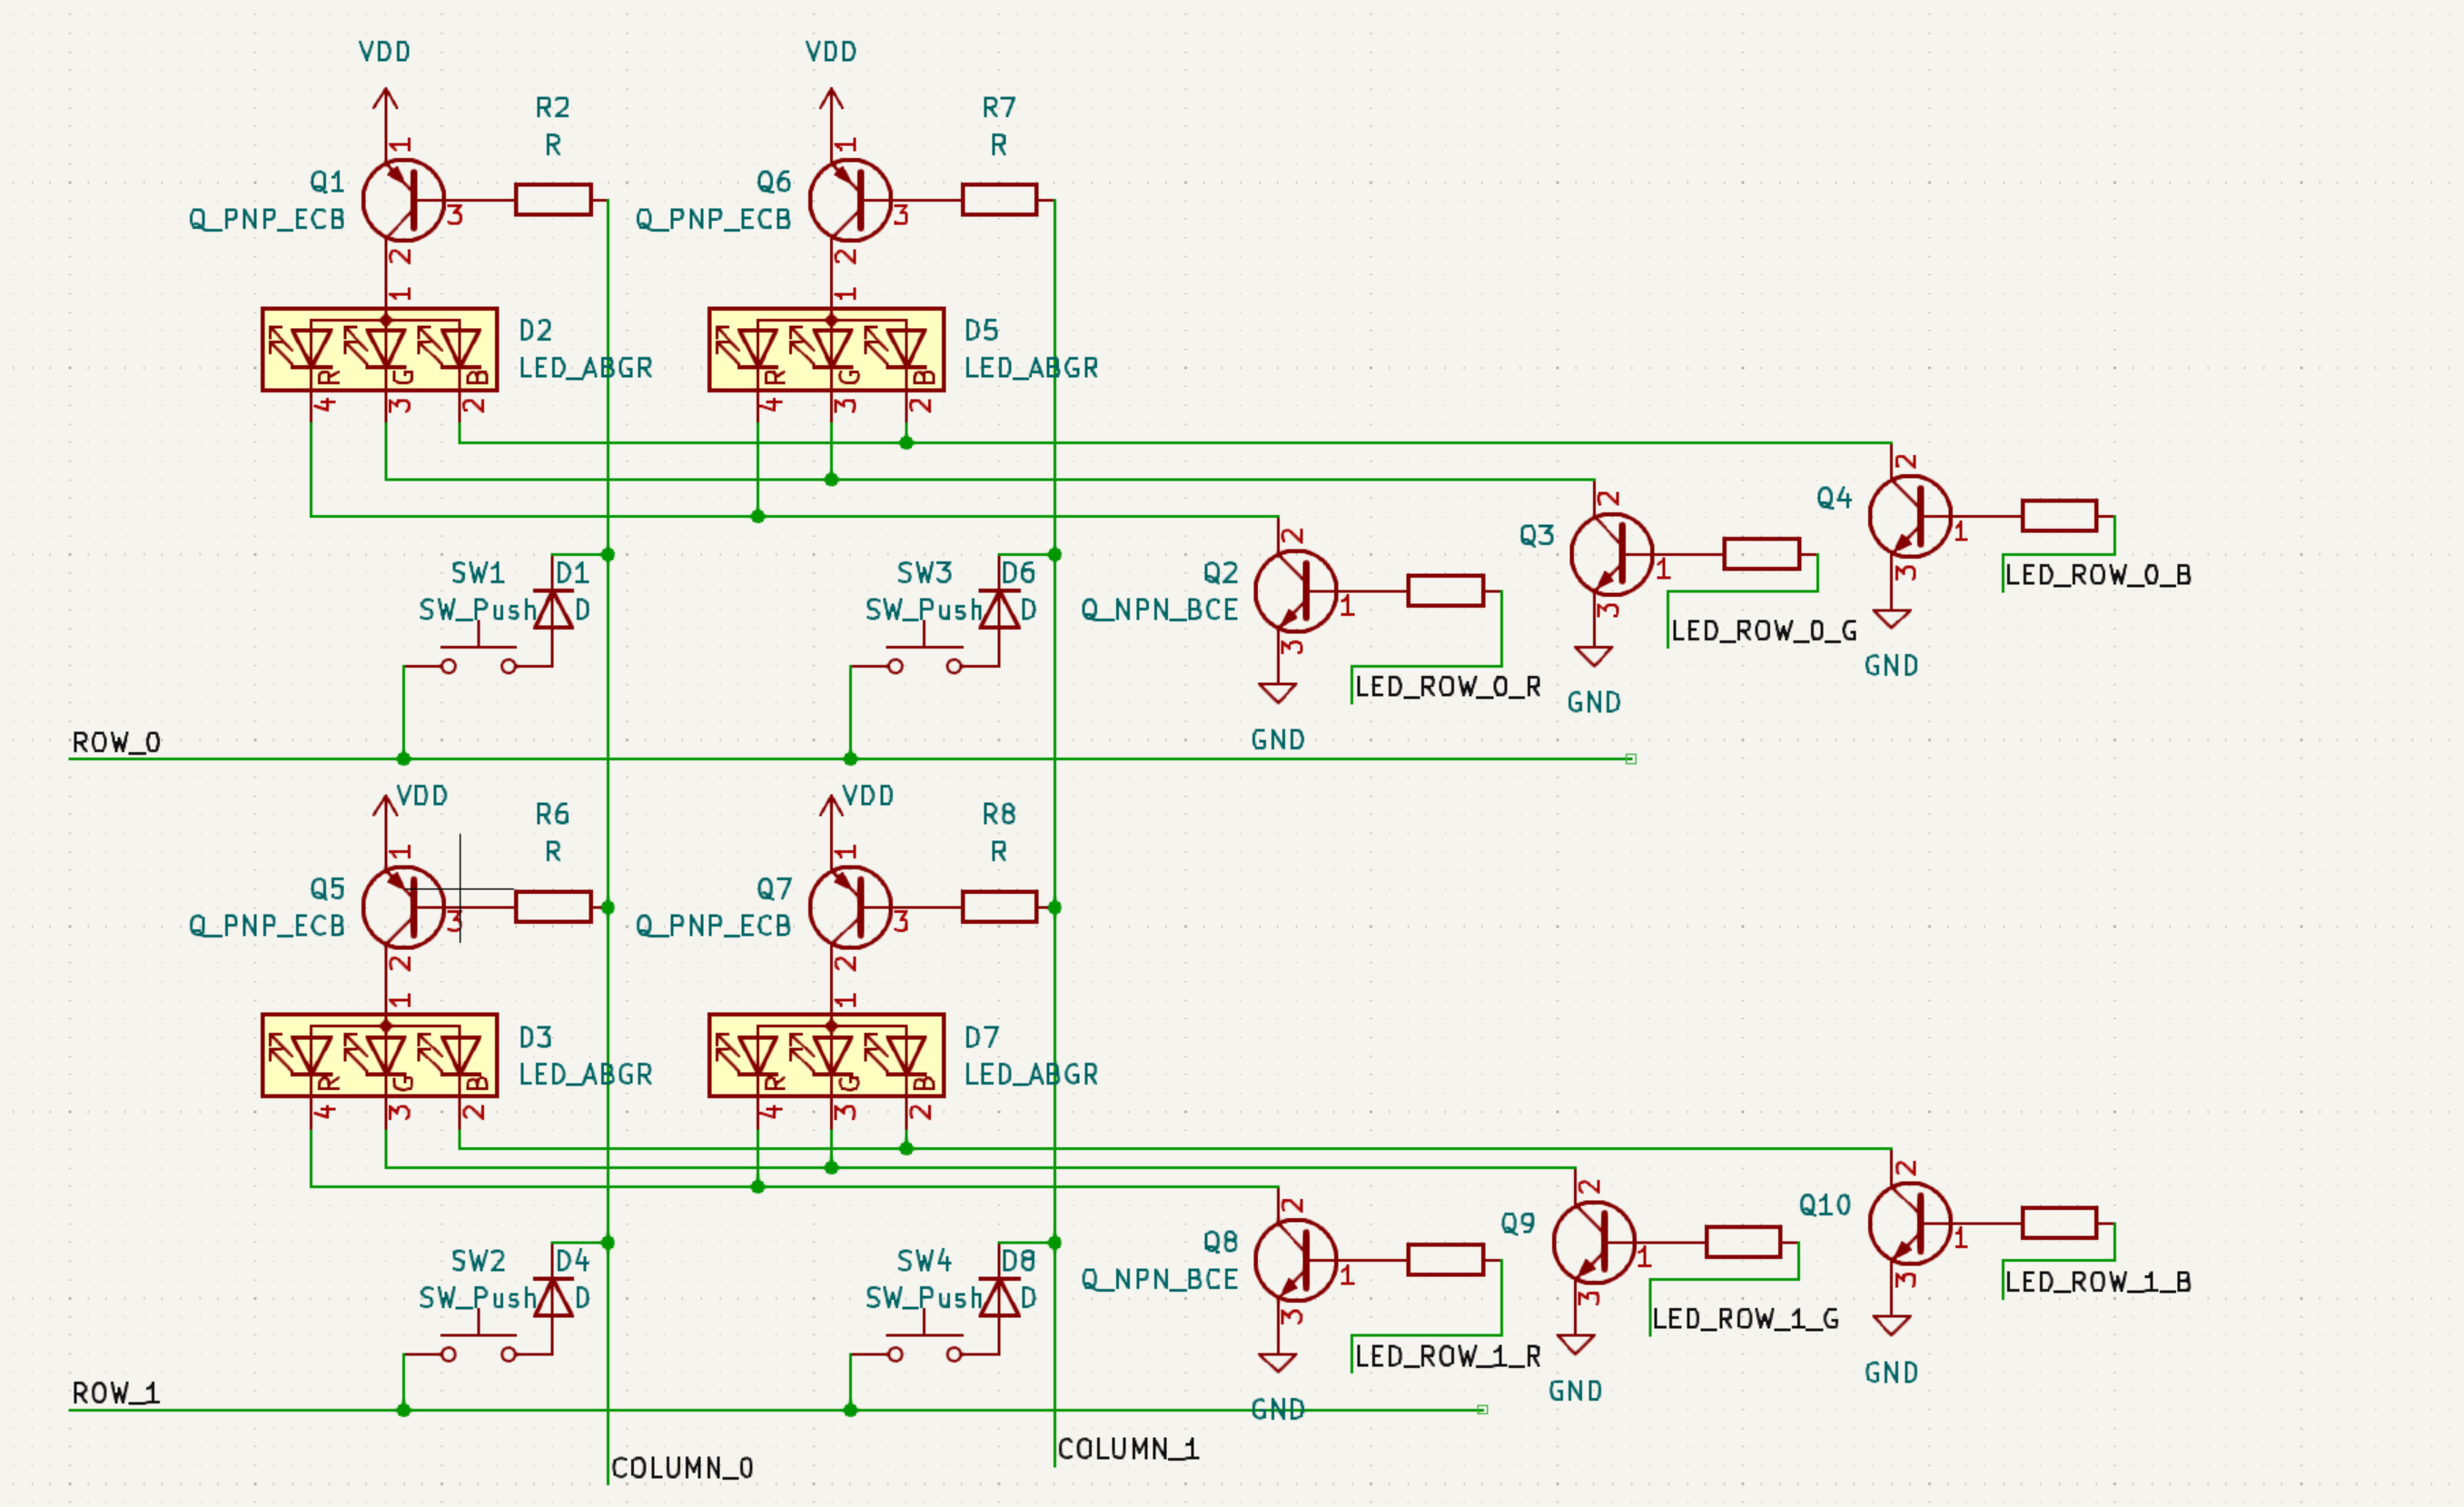 VDD
VDD
R2
R
R7
R
1
1
Q1
Q_PNP_ECB
3
Q6
Q_PNP_ECB
3
2
2
1
1
D2
LED_ABGR
D5
LED_ABGR
R
G
B
R
G
B
4
3
2
4
3
2
2
Q4
1
3
LED_ROW_0_B
GND
2
Q3
1
3
LED_ROW_0_G
GND
2
Q2
Q_NPN_BCE
1
3
LED_ROW_0_R
GND
SW1
SW_Push
D1
D
SW3
SW_Push
D6
D
ROW_0
VDD
VDD
R6
R
R8
R
1
1
Q5
Q_PNP_ECB
3
Q7
Q_PNP_ECB
3
2
2
1
1
D3
LED_ABGR
D7
LED_ABGR
R
G
B
R
G
B
4
3
2
4
3
2
2
Q10
1
3
LED_ROW_1_B
GND
2
Q9
1
3
LED_ROW_1_G
GND
2
Q8
Q_NPN_BCE
1
3
LED_ROW_1_R
GND
SW2
SW_Push
D4
D
SW4
SW_Push
D8
D
ROW_1
COLUMN_1
COLUMN_0